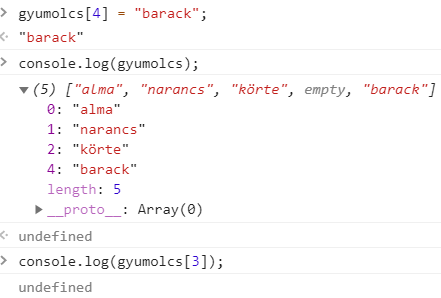 > gyumolcs[4] = "barack";
"barack"
> console.log(gyumolcs);
▼(5) ["alma", "narancs", "körte", empty, "barack"]
0: "alma"
1: "narancs"
2: "körte"
4: "barack"
length: 5
▶__proto__: Array(0)
undefined
> console.log(gyumolcs[3]);
undefined